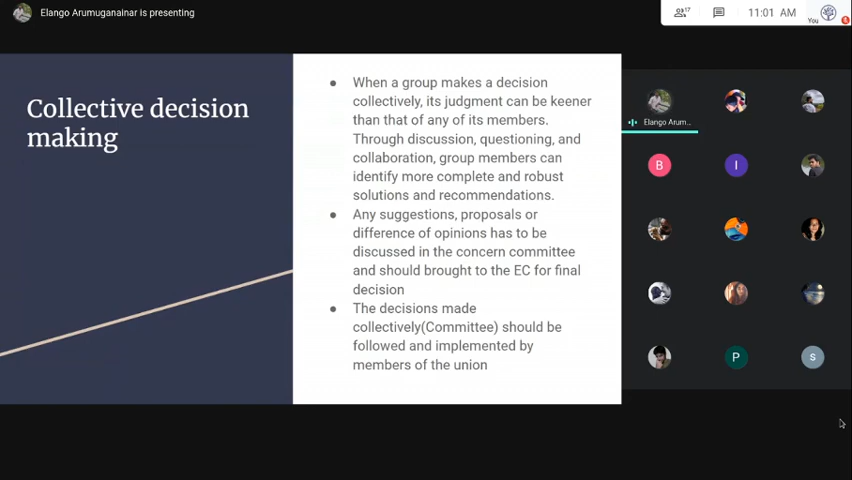 Elango Arumuganainar is presenting
17
11:01 AM
You
Collective decision
making
● When a group makes a decision
collectively, its judgment can be keener
than that of any of its members.
Through discussion, questioning, and
collaboration, group members can
identify more complete and robust
solutions and recommendations.
● Any suggestions, proposals or
difference of opinions has to be
discussed in the concern committee
and should brought to the EC for final
decision
● The decisions made
collectively(Committee) should be
followed and implemented by
members of the union
Elango Arum...
B
I
P
S